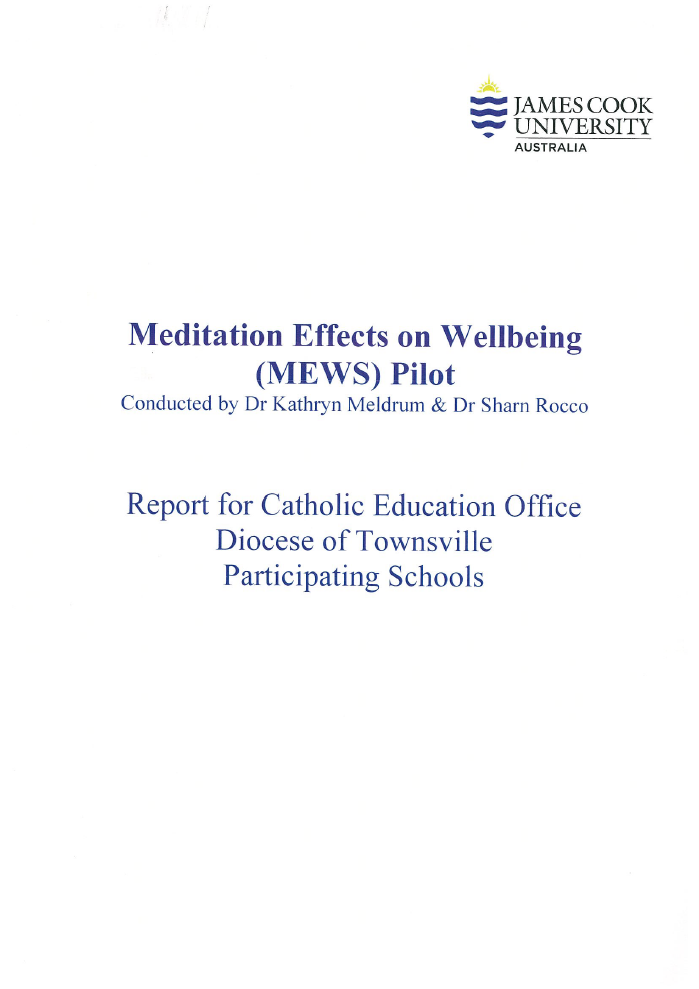 JAMES COOK
UNIVERSITY
AUSTRALIA
Meditation Effects on Wellbeing
(MEWS) Pilot
Conducted by Dr Kathryn Meldrum & Dr Sharn Rocco
Report for Catholic Education Office
Diocese of Townsville
Participating Schools